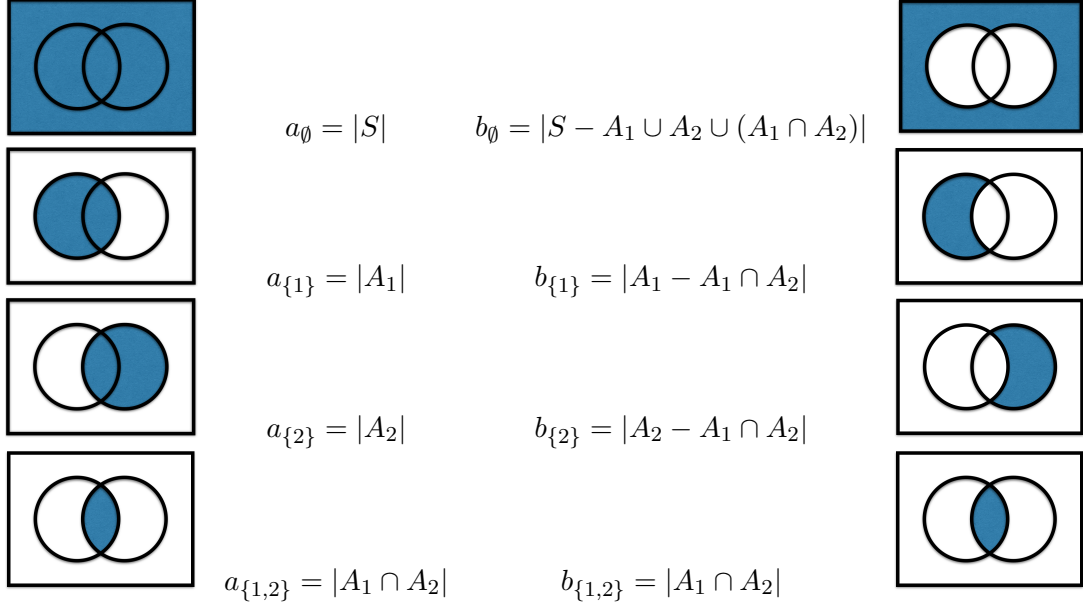 a_∅ = |S| b_∅ = |S − A_1 ∪ A_2 ∪ (A_1 ∩ A_2)|
a_{1} = |A_1| b_{1} = |A_1 − A_1 ∩ A_2|
a_{2} = |A_2| b_{2} = |A_2 − A_1 ∩ A_2|
a_{1,2} = |A_1 ∩ A_2| b_{1,2} = |A_1 ∩ A_2|